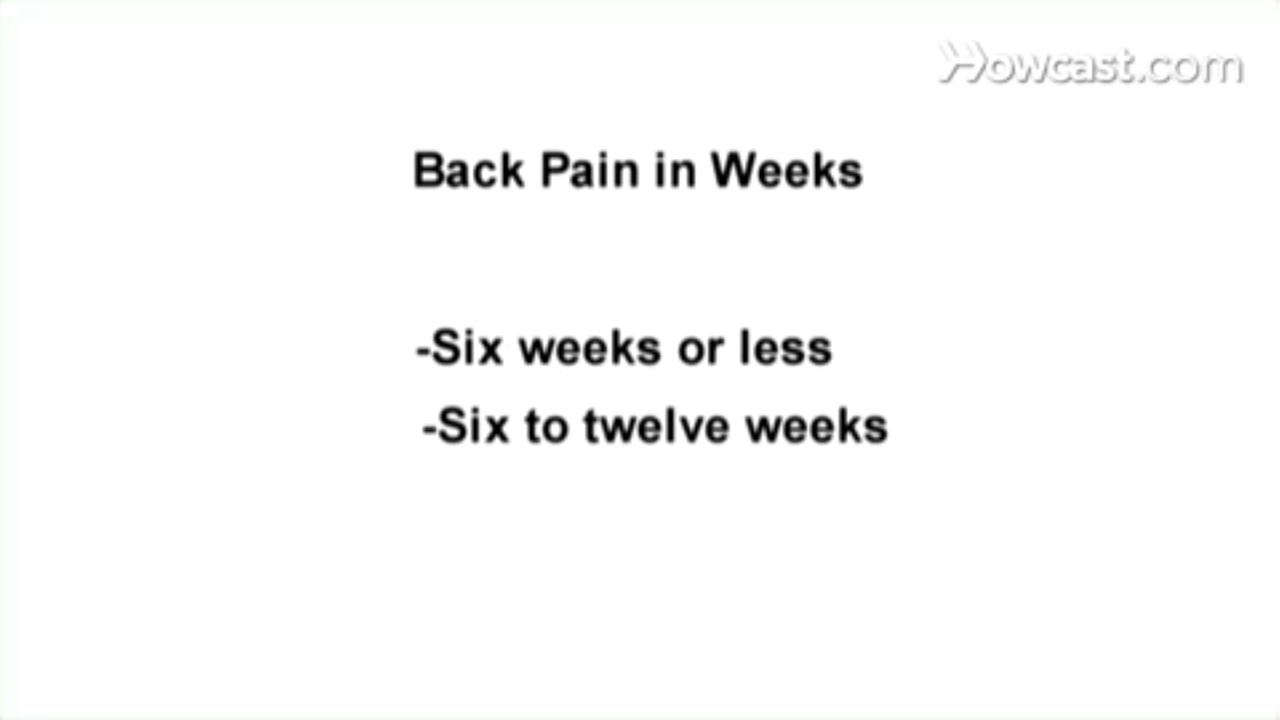 Howcast.com
Back Pain in Weeks
-Six weeks or less
-Six to twelve weeks